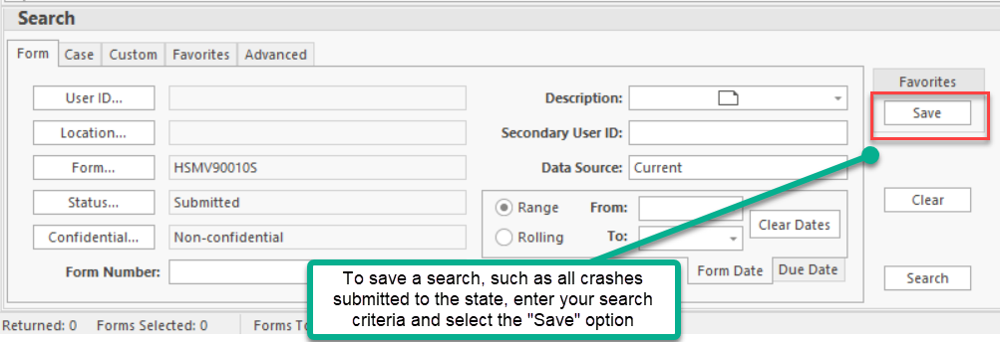 Search
Form Case Custom Favorites Advanced
User ID... Description: Favorites
Location... Secondary User ID: Save
Form... HSMV90010S Data Source: Current
Status... Submitted Range From: Clear
Confidential... Non-confidential Rolling To: Clear Dates
Form Number: Form Date Due Date Search
To save a search, such as all crashes
submitted to the state, enter your search
criteria and select the "Save" option
Returned: 0 Forms Selected: 0 Forms